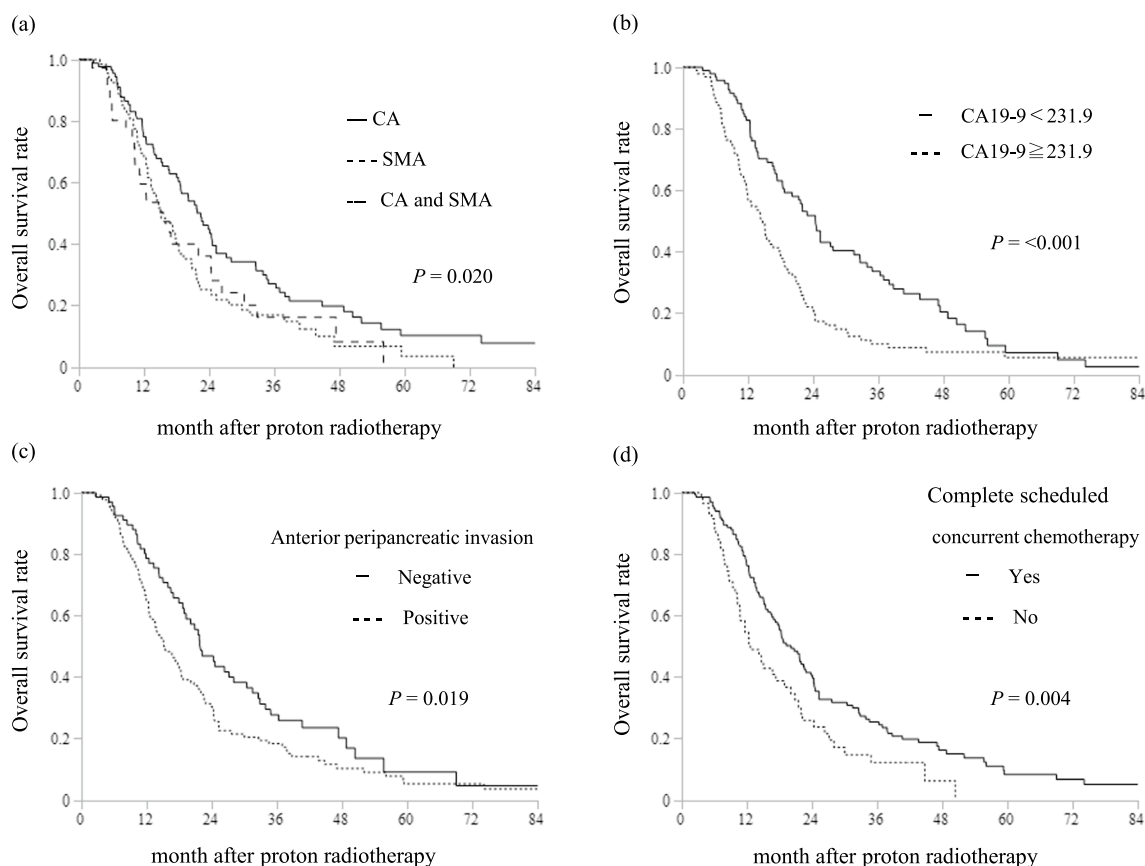 (a)
1.0
0.8
0.6
0.4
0.2
0
0 12 24 36 48 60 72 84
Overall survival rate
CA
SMA
CA and SMA
P = 0.020
month after proton radiotherapy
(b)
1.0
0.8
0.6
0.4
0.2
0
0 12 24 36 48 60 72 84
Overall survival rate
CA19-9 < 231.9
CA19-9 ≧ 231.9
P = <0.001
month after proton radiotherapy
(c)
1.0
0.8
0.6
0.4
0.2
0
0 12 24 36 48 60 72 84
Overall survival rate
Anterior peripancreatic invasion
Negative
Positive
P = 0.019
month after proton radiotherapy
(d)
1.0
0.8
0.6
0.4
0.2
0
0 12 24 36 48 60 72 84
Overall survival rate
Complete scheduled
concurrent chemotherapy
Yes
No
P = 0.004
month after proton radiotherapy